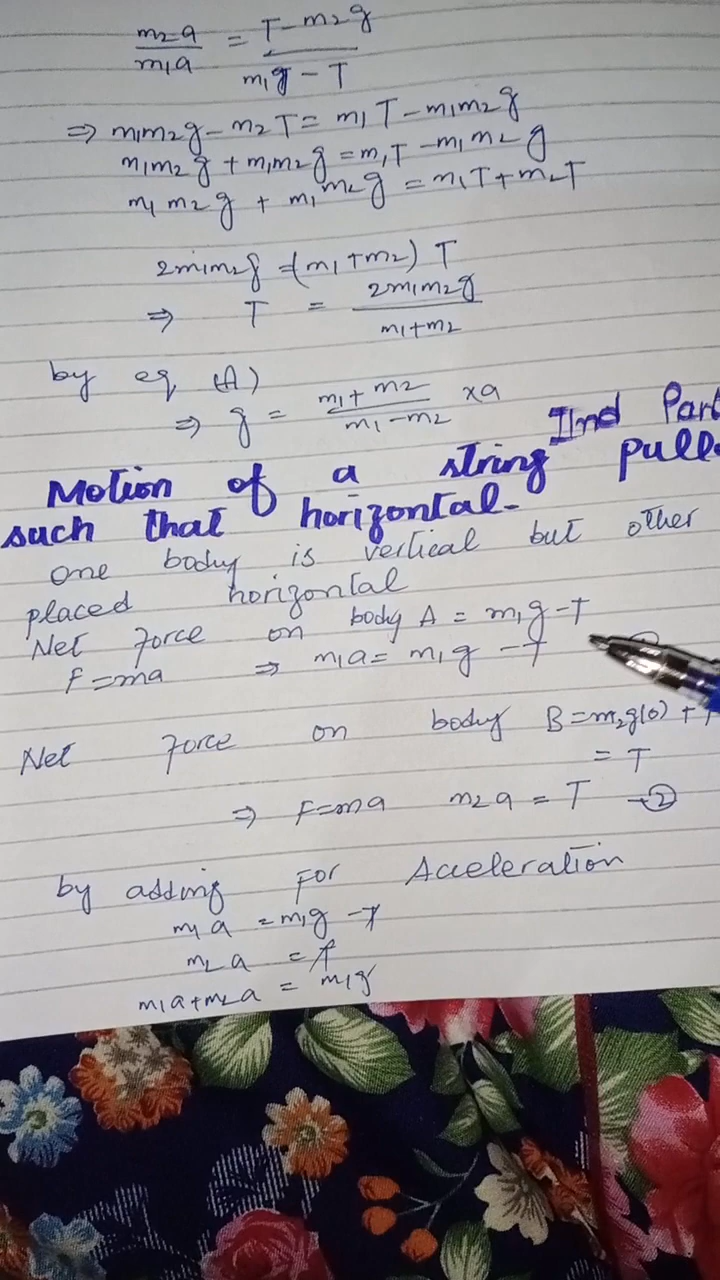 m2a/m1a = T - m2g/m1g - T
⇒ m1m2g - m2T = m1T - m1m2g
m1m2g + m1m2g = m1T - m1m2g
m1 m2g + m1m2g = m1T + m2T
2m1m2g = (m1+m2) T
⇒ T = 2m1m2g/m1+m2
by eq (A)
⇒ g = m1+m2/m1-m2 × a
IInd Part
Motion of a string
such that horizontal-
one body is vertical but other
placed horizontal
Net force on body A = m1g - T
F=ma ⇒ m1a = m1g - T
Net force on body B = m2g(0) +
= T
⇒ F=ma m2a = T -②
by adding For Acceleration
m1a = m1g - T
m2a = T
m1a+m2a = m1g